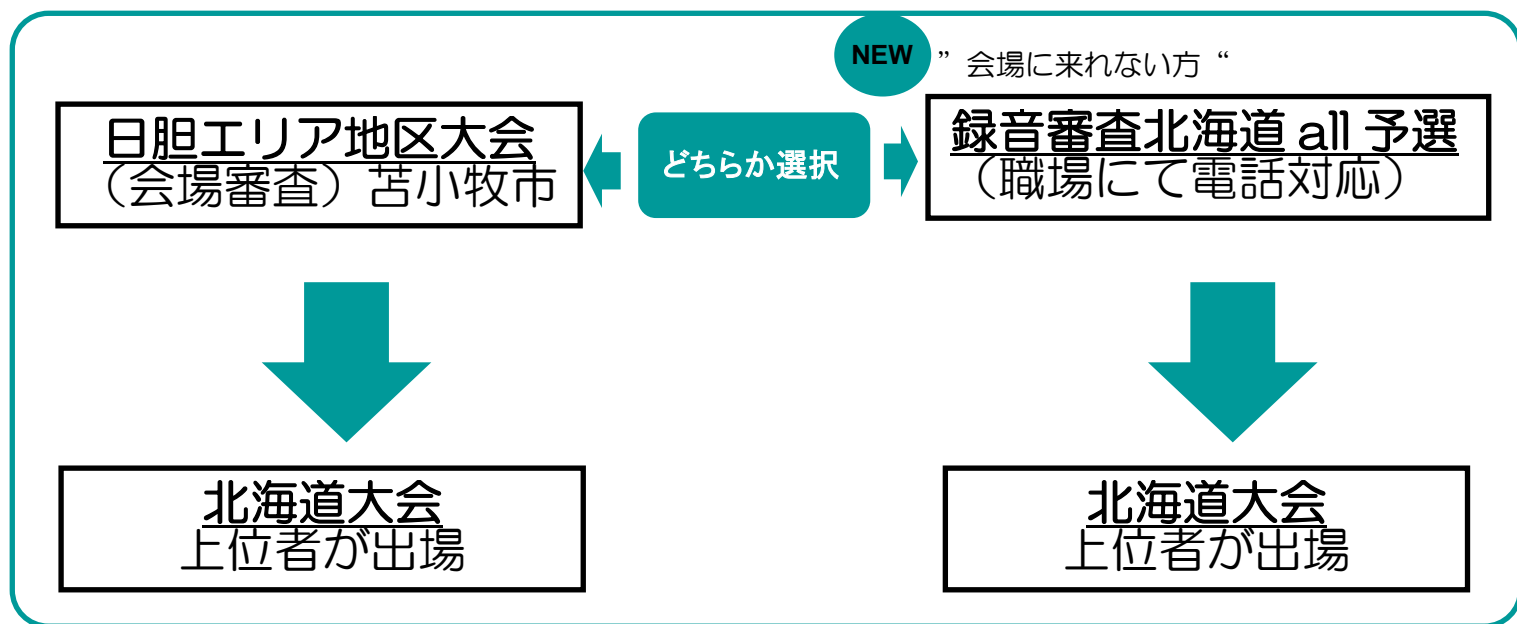 NEW
”会場に来れない方“
日胆エリア地区大会
（会場審査）苫小牧市
どちらか選択
録音審査北海道 all 予選
（職場にて電話対応）
北海道大会
上位者が出場
北海道大会
上位者が出場